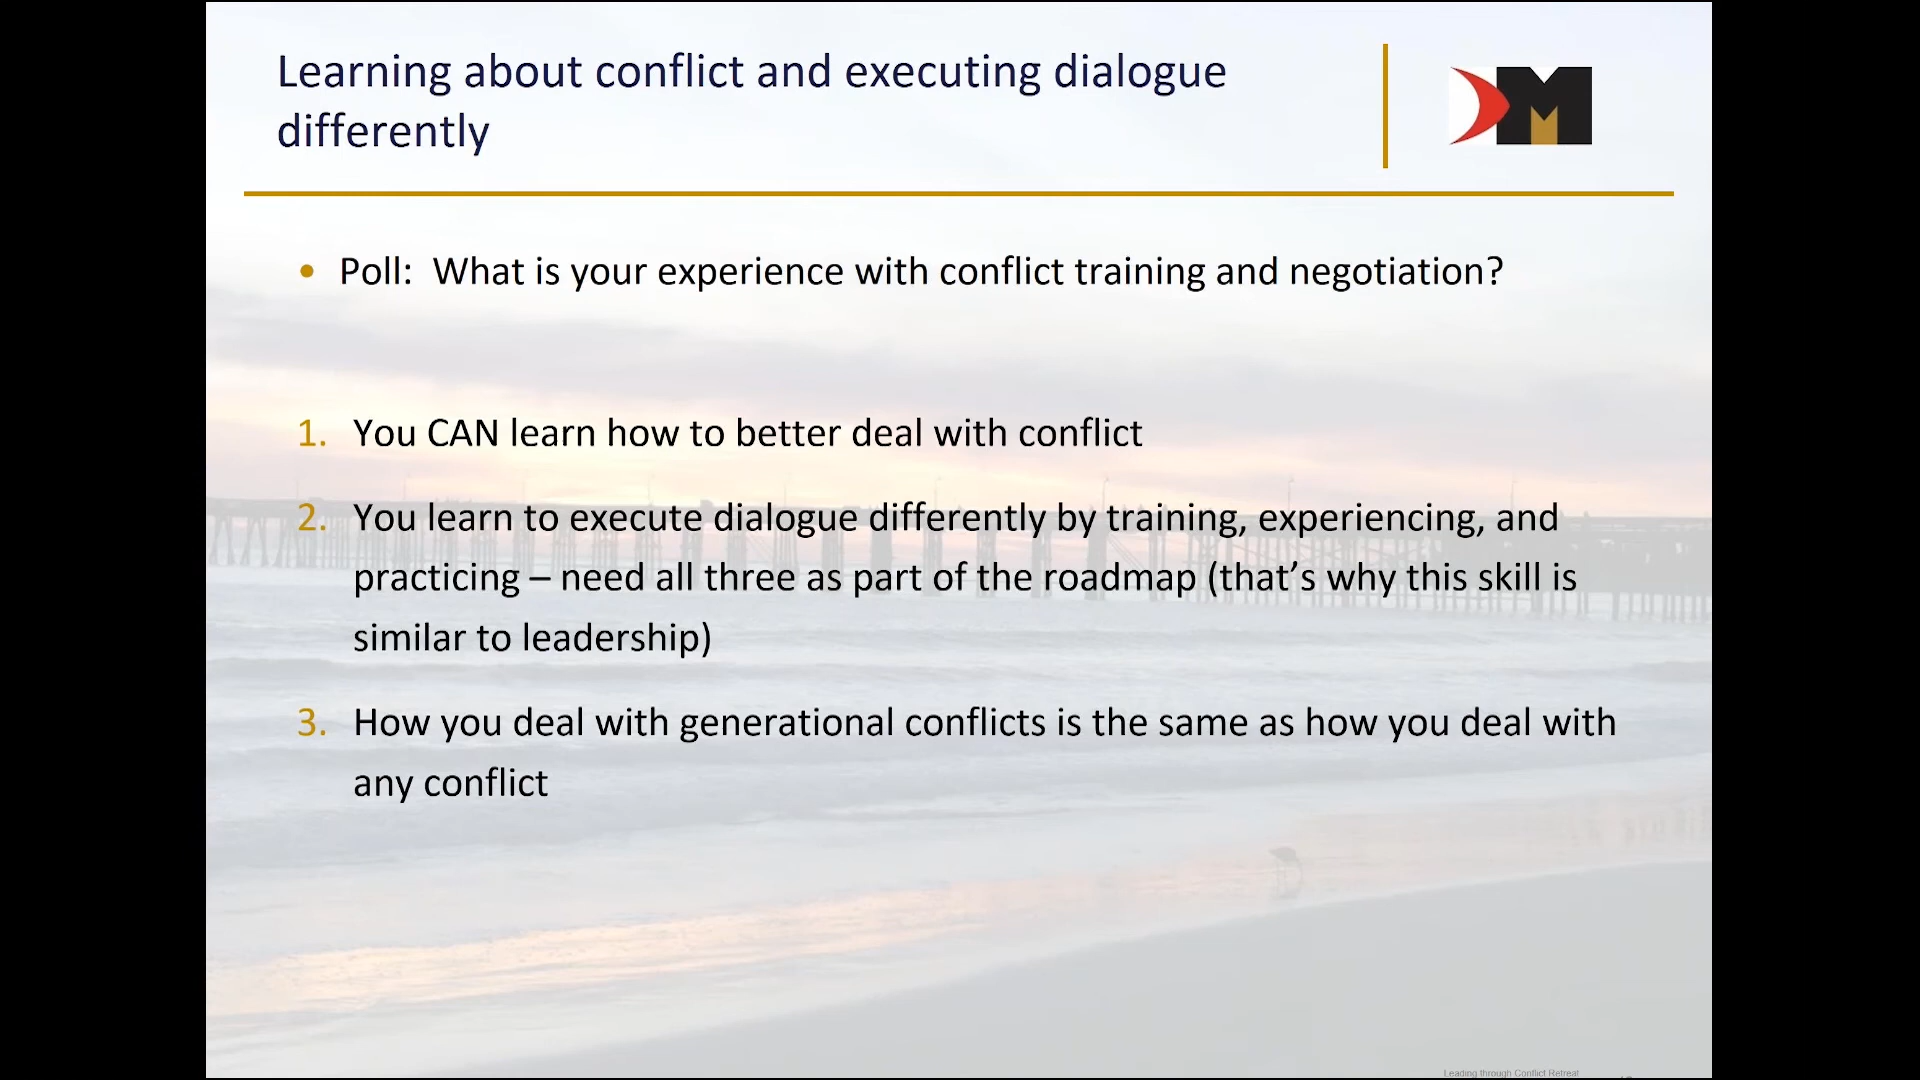 Learning about conflict and executing dialogue
differently
• Poll:  What is your experience with conflict training and negotiation?
1. You CAN learn how to better deal with conflict
2. You learn to execute dialogue differently by training, experiencing, and
practicing – need all three as part of the roadmap (that’s why this skill is
similar to leadership)
3. How you deal with generational conflicts is the same as how you deal with
any conflict
Leading through Conflict Retreat